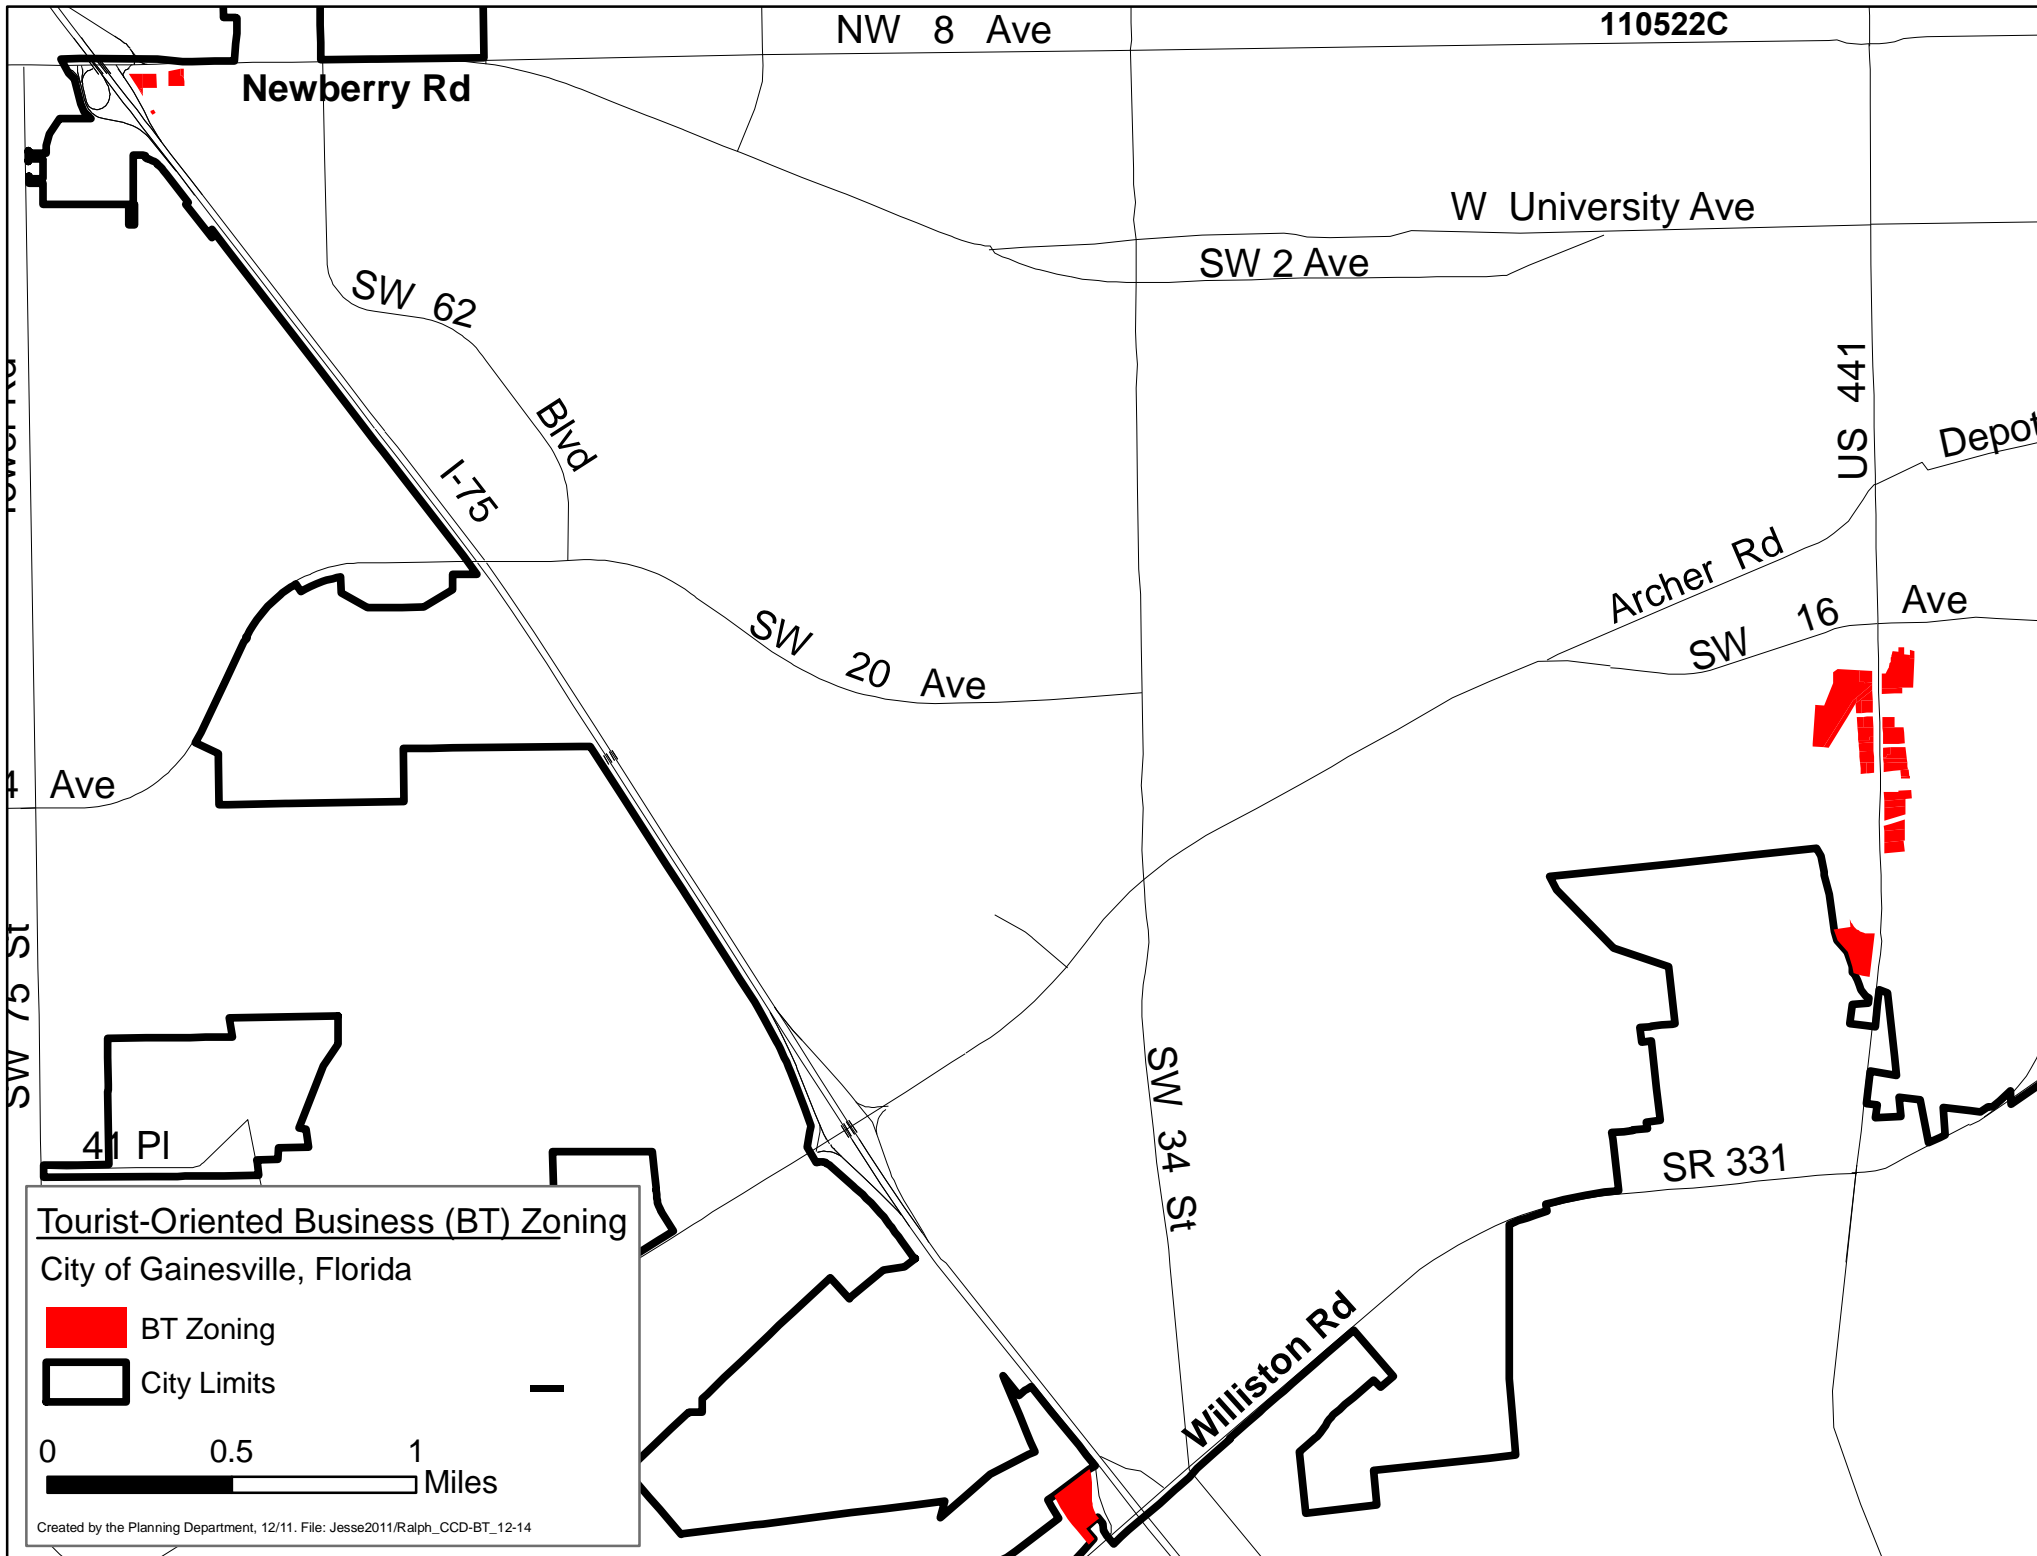 NW 8 Ave
110522C
Newberry Rd
W University Ave
SW 2 Ave
SW 62
Blvd
US 441
Depot
I-75
Archer Rd
SW 16 Ave
SW 20 Ave
4 Ave
SW 75 St
SW 34 St
41 Pl
SR 331
Williston Rd
Tourist-Oriented Business (BT) Zoning
City of Gainesville, Florida
BT Zoning
City Limits
0 0.5 1
Miles
Created by the Planning Department, 12/11. File: Jesse2011/Ralph_CCD-BT_12-14